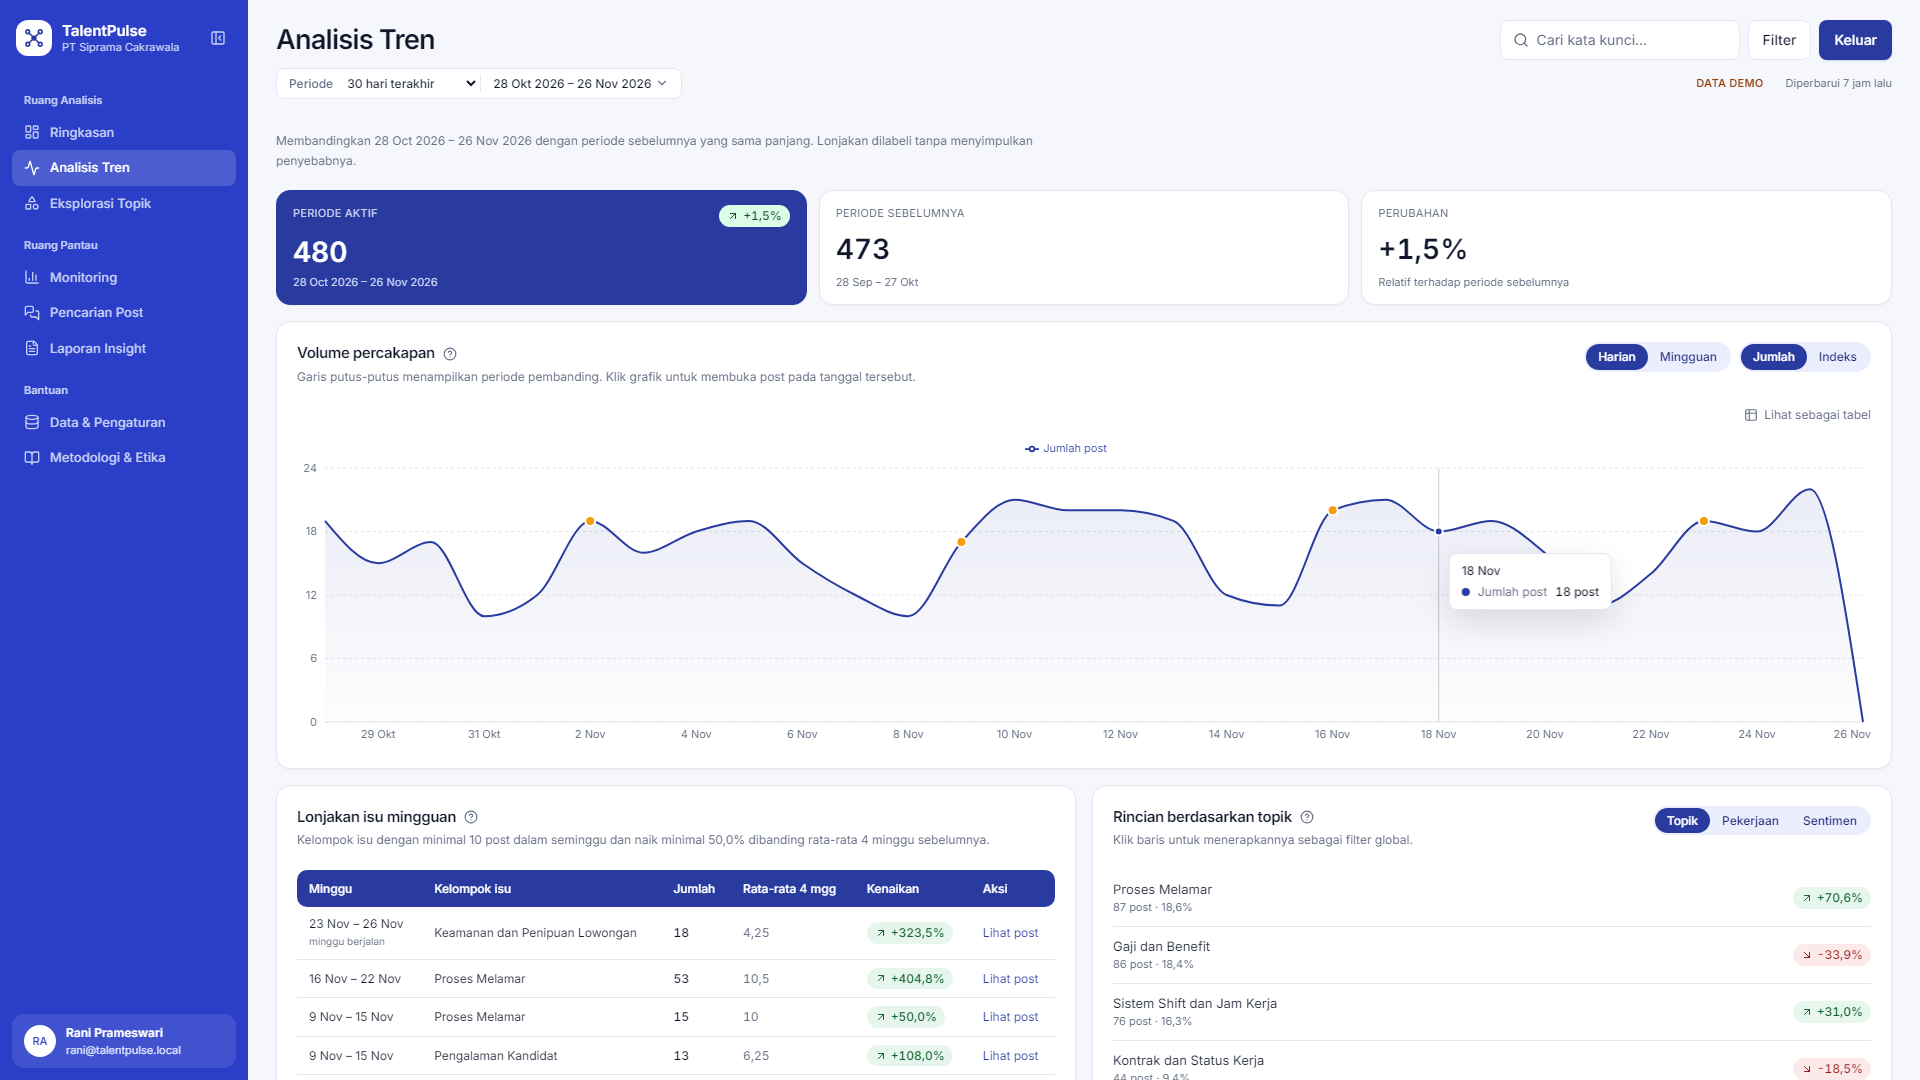 TalentPulse
PT Siprama Cakrawala
Ruang Analisis
Ringkasan
Analisis Tren
Eksplorasi Topik
Ruang Pantau
Monitoring
Pencarian Post
Laporan Insight
Bantuan
Data & Pengaturan
Metodologi & Etika
RA
Rani Prameswari
rani@talentpulse.local
Analisis Tren
Cari kata kunci...
Filter
Keluar
Periode 30 hari terakhir 28 Okt 2026 – 26 Nov 2026
DATA DEMO Diperbarui 7 jam lalu
Membandingkan 28 Oct 2026 – 26 Nov 2026 dengan periode sebelumnya yang sama panjang. Lonjakan dilabeli tanpa menyimpulkan
penyebabnya.
PERIODE AKTIF
+1,5%
480
28 Oct 2026 – 26 Nov 2026
PERIODE SEBELUMNYA
473
28 Sep – 27 Okt
PERUBAHAN
+1,5%
Relatif terhadap periode sebelumnya
Volume percakapan
Garis putus-putus menampilkan periode pembanding. Klik grafik untuk membuka post pada tanggal tersebut.
Harian Mingguan
Jumlah Indeks
Lihat sebagai tabel
Jumlah post
24
18
12
6
0
18 Nov
Jumlah post 18 post
29 Okt 31 Okt 2 Nov 4 Nov 6 Nov 8 Nov 10 Nov 12 Nov 14 Nov 16 Nov 18 Nov 20 Nov 22 Nov 24 Nov 26 Nov
Lonjakan isu mingguan
Kelompok isu dengan minimal 10 post dalam seminggu dan naik minimal 50,0% dibanding rata-rata 4 minggu sebelumnya.
Minggu Kelompok isu Jumlah Rata-rata 4 mgg Kenaikan Aksi
23 Nov – 26 Nov
minggu berjalan
Keamanan dan Penipuan Lowongan 18 4,25 +323,5% Lihat post
16 Nov – 22 Nov Proses Melamar 53 10,5 +404,8% Lihat post
9 Nov – 15 Nov Proses Melamar 15 10 +50,0% Lihat post
9 Nov – 15 Nov Pengalaman Kandidat 13 6,25 +108,0% Lihat post
Rincian berdasarkan topik
Klik baris untuk menerapkannya sebagai filter global.
Topik Pekerjaan Sentimen
Proses Melamar
87 post · 18,6%
+70,6%
Gaji dan Benefit
86 post · 18,4%
-33,9%
Sistem Shift dan Jam Kerja
76 post · 16,3%
+31,0%
Kontrak dan Status Kerja
44 post · 9,4%
-18,5%